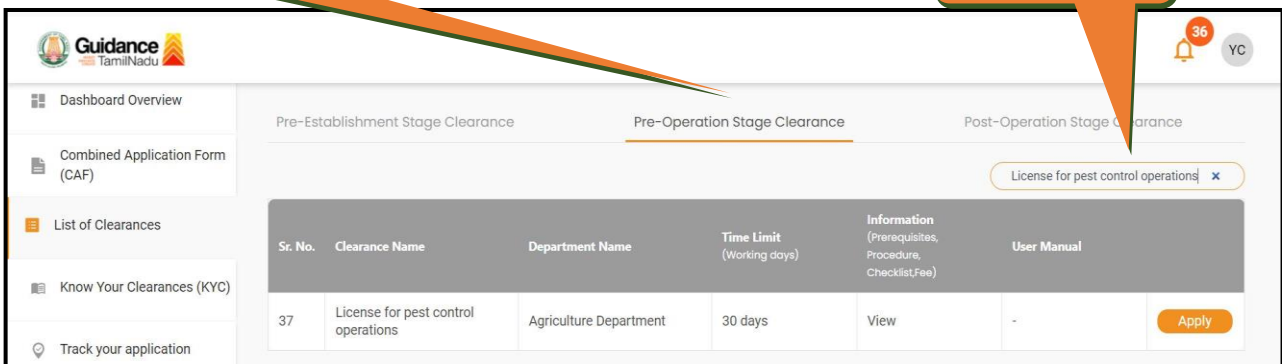 Guidance
TamilNadu
36
YC
Dashboard Overview
Combined Application Form
(CAF)
List of Clearances
Know Your Clearances (KYC)
Track your application
Pre-Establishment Stage Clearance
Pre-Operation Stage Clearance
Post-Operation Stage Clearance
License for pest control operations ×
Sr. No.
Clearance Name
Department Name
Time Limit
(Working days)
Information
(Prerequisites,
Procedure,
Checklist,Fee)
User Manual
37
License for pest control
operations
Agriculture Department
30 days
View
-
Apply